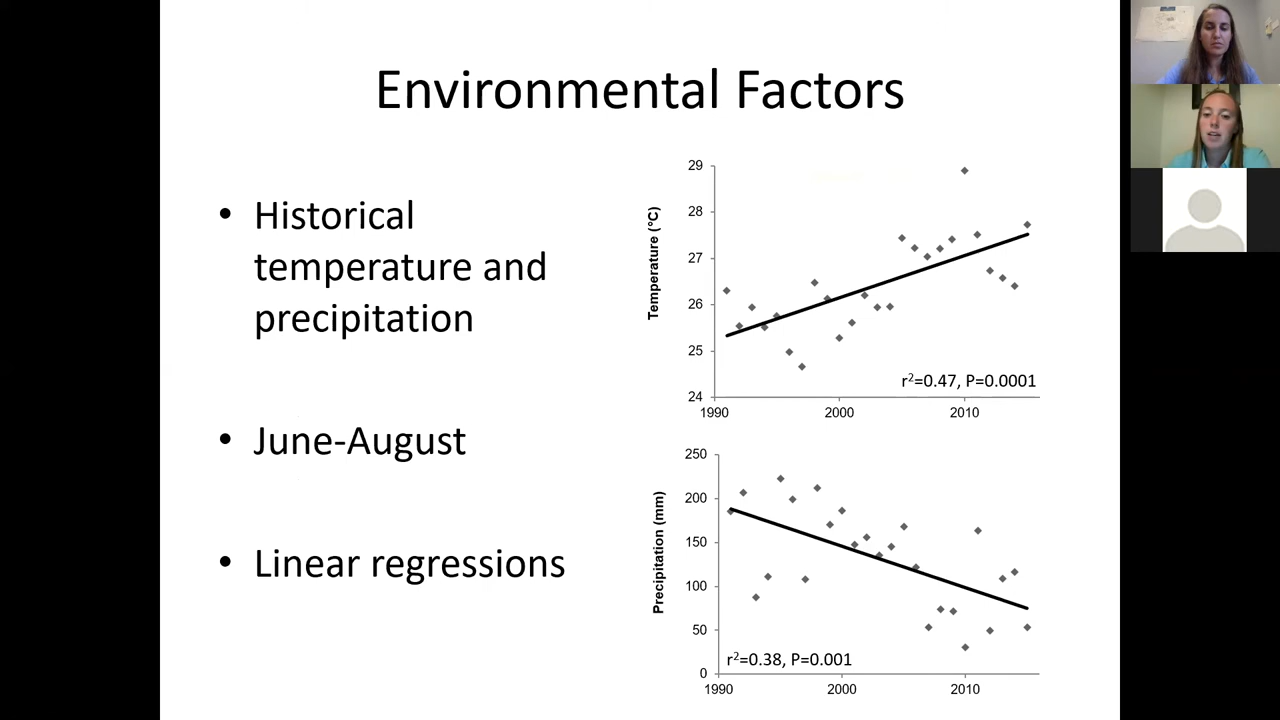 Environmental Factors
• Historical
temperature and
precipitation
• June-August
• Linear regressions
Temperature (°C)
29
28
27
26
25
24
r²=0.47, P=0.0001
1990 2000 2010
Precipitation (mm)
250
200
150
100
50
0
r²=0.38, P=0.001
1990 2000 2010